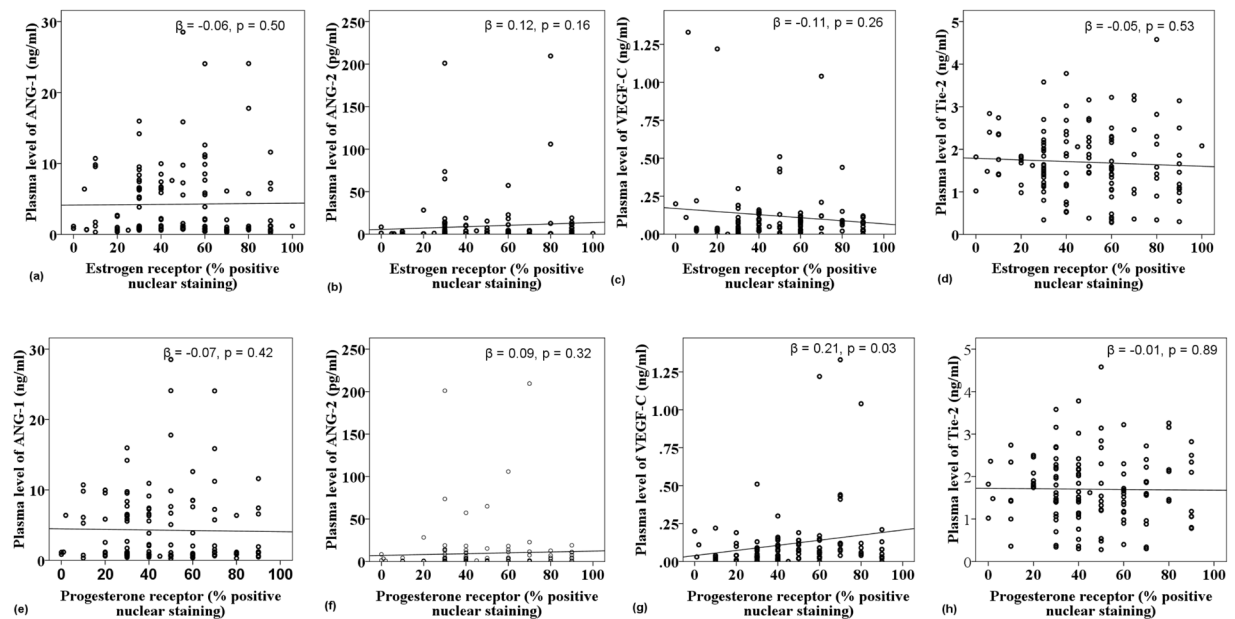 β = -0.06, p = 0.50
Plasma level of ANG-1 (ng/ml)
30
20
10
0
0 20 40 60 80 100
Estrogen receptor (% positive
nuclear staining)
(a)
β = 0.12, p = 0.16
Plasma level of ANG-2 (pg/ml)
250
200
150
100
50
0
0 20 40 60 80 100
Estrogen receptor (% positive
nuclear staining)
(b)
β = -0.11, p = 0.26
Plasma level of VEGF-C (ng/ml)
1.25
1.00
.75
.50
.25
.00
0 20 40 60 80 100
Estrogen receptor (% positive
nuclear staining)
(c)
β = -0.05, p = 0.53
Plasma level of Tie-2 (ng/ml)
5
4
3
2
1
0
0 20 40 60 80 100
Estrogen receptor (% positive
nuclear staining)
(d)
β = -0.07, p = 0.42
Plasma level of ANG-1 (ng/ml)
30
20
10
0
0 20 40 60 80 100
Progesterone receptor (% positive
nuclear staining)
(e)
β = 0.09, p = 0.32
Plasma level of ANG-2 (pg/ml)
250
200
150
100
50
0
0 20 40 60 80 100
Progesterone receptor (% positive
nuclear staining)
(f)
β = 0.21, p = 0.03
Plasma level of VEGF-C (ng/ml)
1.25
1.00
.75
.50
.25
.00
0 20 40 60 80 100
Progesterone receptor (% positive
nuclear staining)
(g)
β = -0.01, p = 0.89
Plasma level of Tie-2 (ng/ml)
5
4
3
2
1
0
0 20 40 60 80 100
Progesterone receptor (% positive
nuclear staining)
(h)